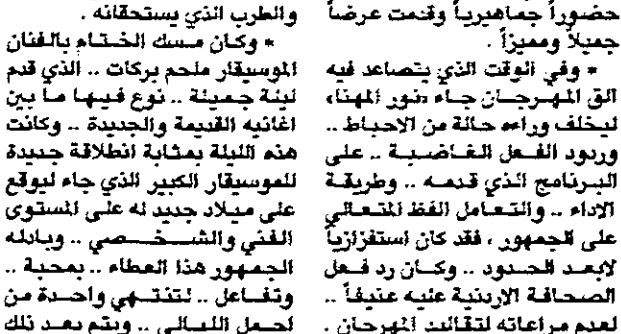 حضوراً جماهيرياً وقدمت عرضاً
جميلاً ومميزاً .
* وفي الوقت الذي يتصاعد فيه
الق المهرجان جاء «نور المهنا»
ليخلف وراءه حالة من الاحباط ..
وردود الفعل الغاضبة .. على
البرنامج الذي قدمه .. وطريقة
الاداء .. والتعامل الفظ المتعالي
على الجمهور ، فقد كان استفزازياً
لابعد الحدود .. وكان رد فعل
الصحافة الاردنية عليه عنيفاً ..
لعدم مراعاته لتقاليد المهرجان .
والطرب الذي يستحقانه .
* وكان مسك الختام بالفنان
الموسيقار ملحم بركات .. الذي قدم
ليلة جميلة .. نوع فيها ما بين
اغانيه القديمة والجديدة .. وكانت
هذه الليلة بمثابة انطلاقة جديدة
للموسيقار الكبير الذي جاء ليوقع
على ميلاد جديد له على المستوى
الفني والشخصي .. وبادله
الجمهور هذا العطاء .. بمحبة ..
وتفاعل .. لتنتهي واحدة من
اجمل الليالي .. ويتم بعد ذلك